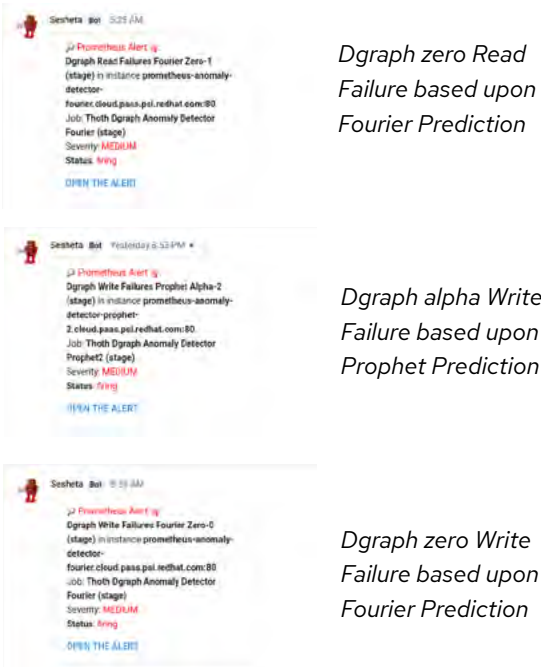 Sesheta Bot 5:25 AM
Prometheus Alert
Dgraph Read Failures Fourier Zero-1
(stage) in instance prometheus-anomaly-
detector-
fourier.cloud.paas.psi.redhat.com:80.
Job: Thoth Dgraph Anomaly Detector
Fourier (stage)
Severity: MEDIUM
Status: firing
OPEN THE ALERT
Dgraph zero Read
Failure based upon
Fourier Prediction
Sesheta Bot Yesterday
Prometheus Alert
Dgraph Write Failures Prophet Alpha-2
(stage) in instance prometheus-anomaly-
detector-prophet-
2.cloud.paas.psi.redhat.com:80.
Job: Thoth Dgraph Anomaly Detector
Prophet2 (stage)
Severity: MEDIUM
Status: firing
OPEN THE ALERT
Dgraph alpha Write
Failure based upon
Prophet Prediction
Sesheta Bot AM
Prometheus Alert
Dgraph Write Failures Fourier Zero-0
(stage) in instance prometheus-anomaly-
detector-
fourier.cloud.paas.psi.redhat.com:80.
Job: Thoth Dgraph Anomaly Detector
Fourier (stage)
Severity: MEDIUM
Status: firing
OPEN THE ALERT
Dgraph zero Write
Failure based upon
Fourier Prediction